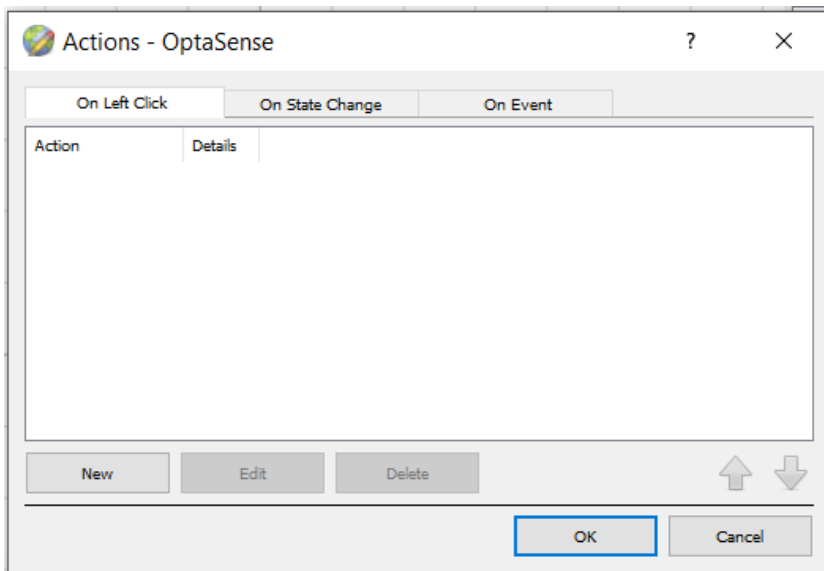 Actions - OptaSense ? ×
On Left Click On State Change On Event
Action Details
New Edit Delete
OK Cancel